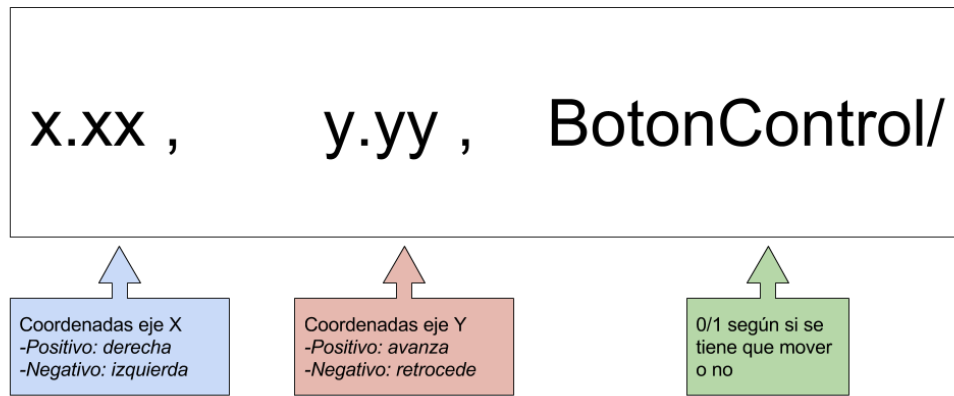 x.xx , y.yy , BotonControl/
Coordenadas eje X
-Positivo: derecha
-Negativo: izquierda
Coordenadas eje Y
-Positivo: avanza
-Negativo: retrocede
0/1 según si se
tiene que mover
o no